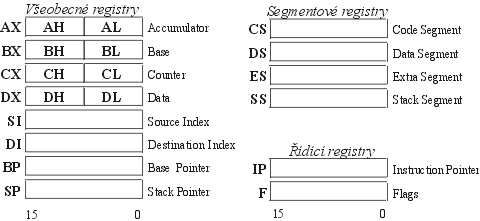 Všeobecné registry
AX AH AL Accumulator
BX BH BL Base
CX CH CL Counter
DX DH DL Data
SI Source Index
DI Destination Index
BP Base Pointer
SP Stack Pointer
15 0
Segmentové registry
CS Code Segment
DS Data Segment
ES Extra Segment
SS Stack Segment
Řídící registry
IP Instruction Pointer
F Flags
15 0